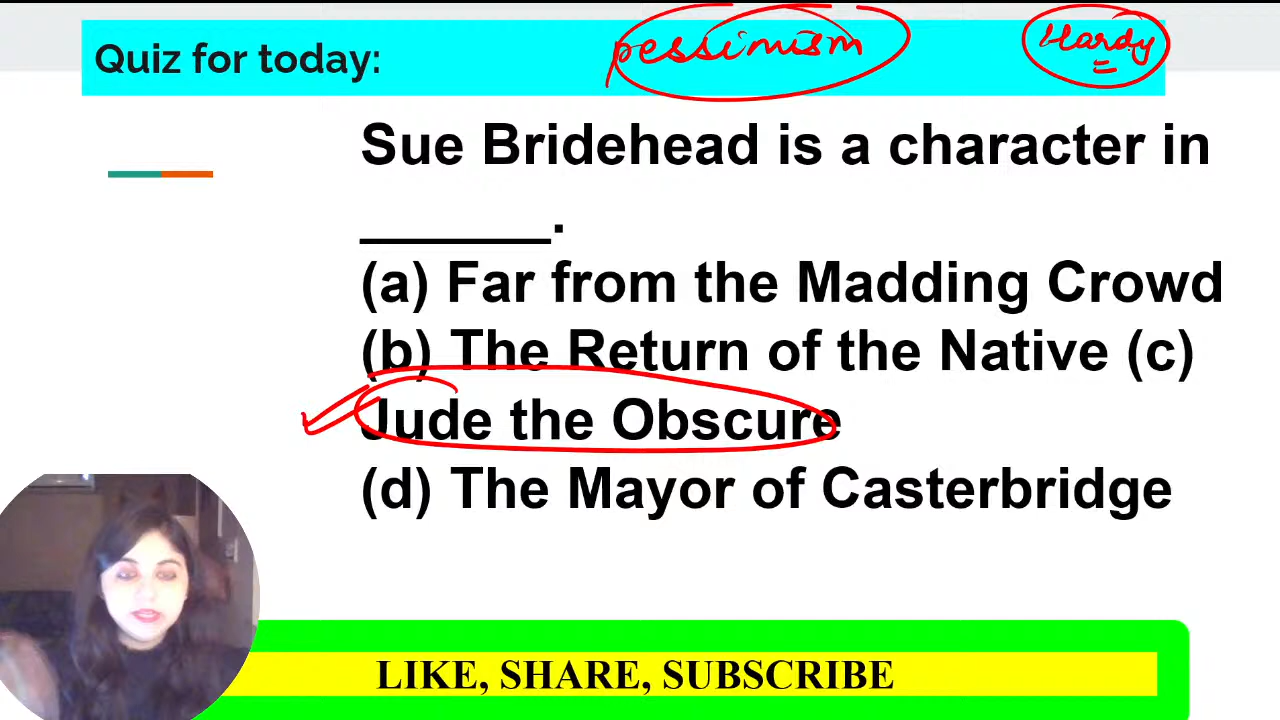 Quiz for today:
pessimism
Hardy
Sue Bridehead is a character in
______.
(a) Far from the Madding Crowd
(b) The Return of the Native (c)
Jude the Obscure
(d) The Mayor of Casterbridge
LIKE, SHARE, SUBSCRIBE